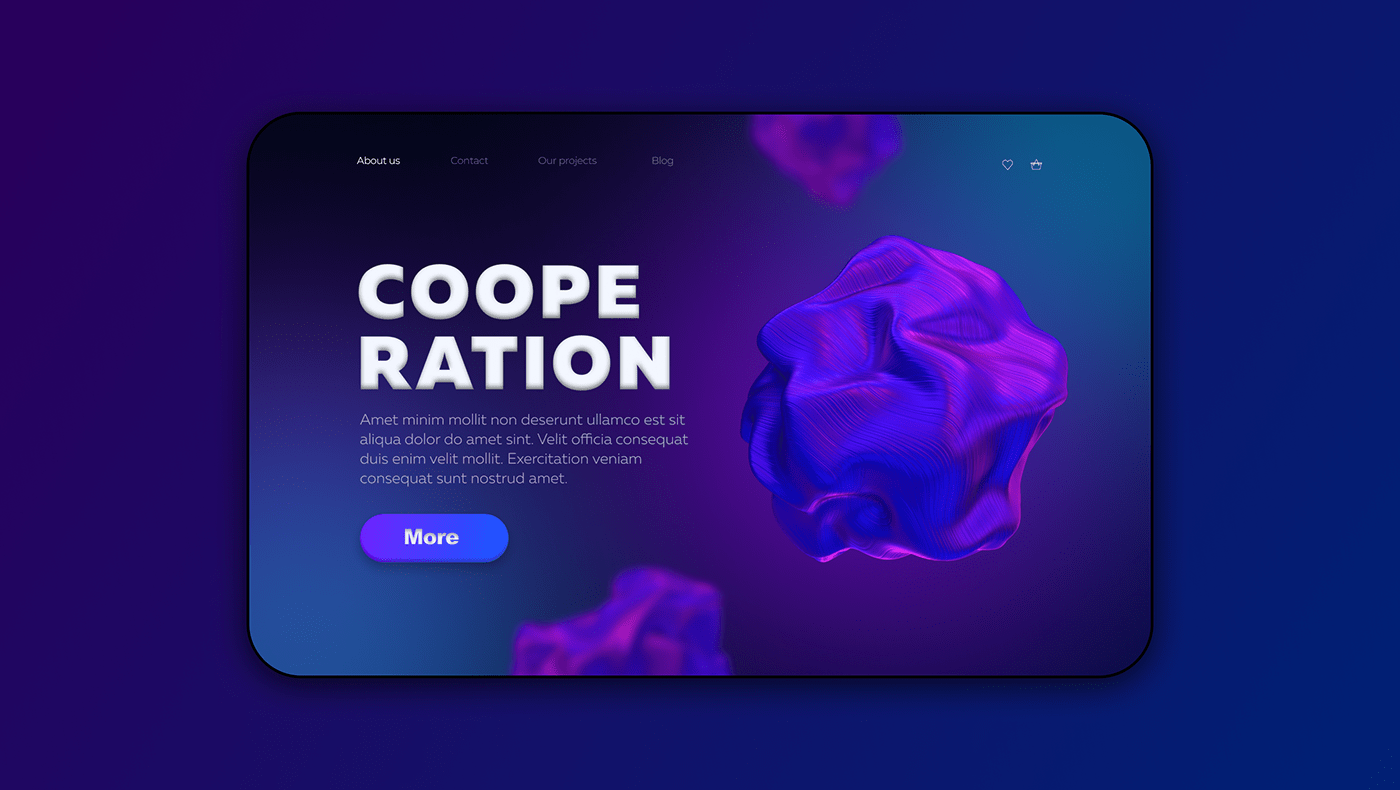 About us Contact Our projects Blog
COOPE
RATION
Amet minim mollit non deserunt ullamco est sit
aliqua dolor do amet sint. Velit officia consequat
duis enim velit mollit. Exercitation veniam
consequat sunt nostrud amet.
More